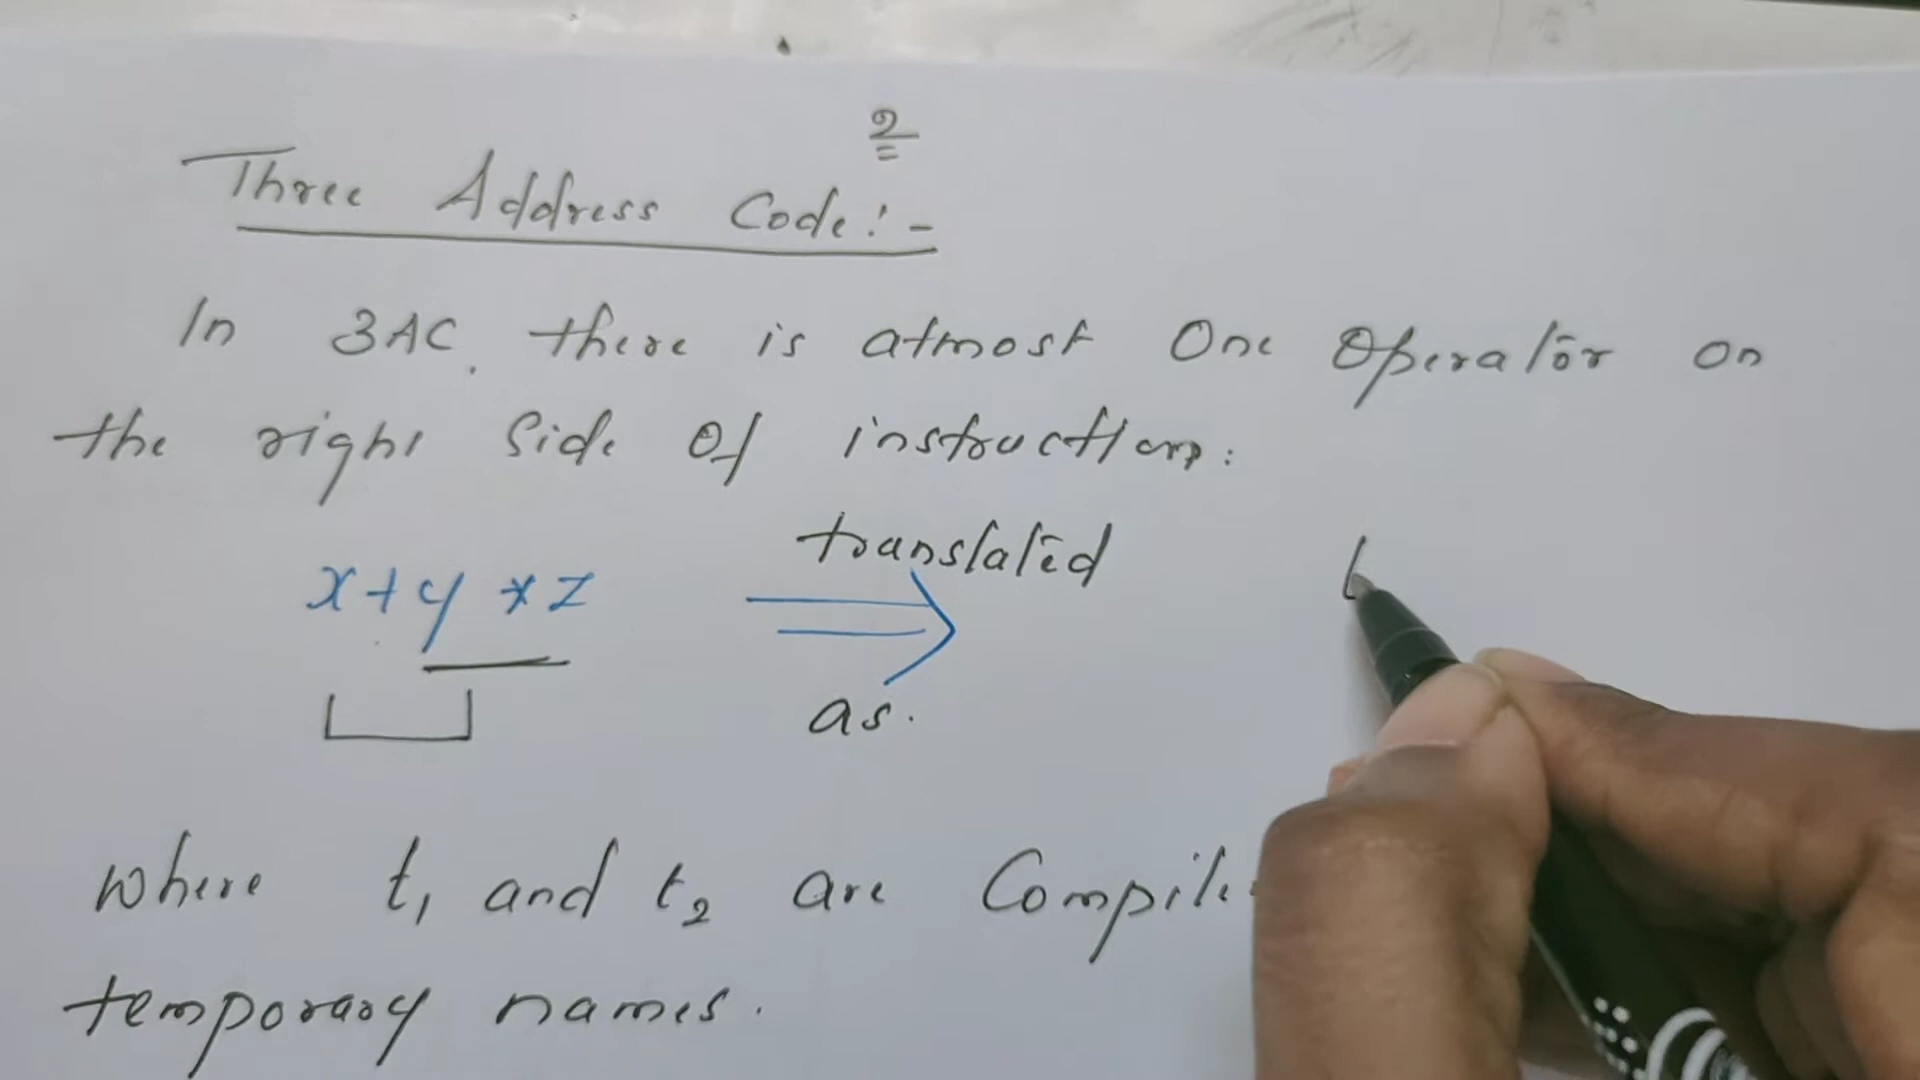 2
Three Address Code:-
In 3AC, there is atmost One Operator on
the right side of instruction.
x+y *z
translated
as.
t
where t1 and t2 are Compile
temporary names.